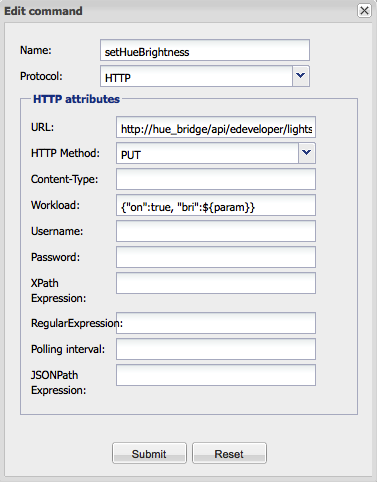 Edit command
Name: setHueBrightness
Protocol: HTTP
HTTP attributes
URL: http://hue_bridge/api/edeveloper/lights
HTTP Method: PUT
Content-Type:
Workload: {"on":true, "bri":${param}}
Username:
Password:
XPath
Expression:
RegularExpression:
Polling interval:
JSONPath
Expression:
Submit Reset